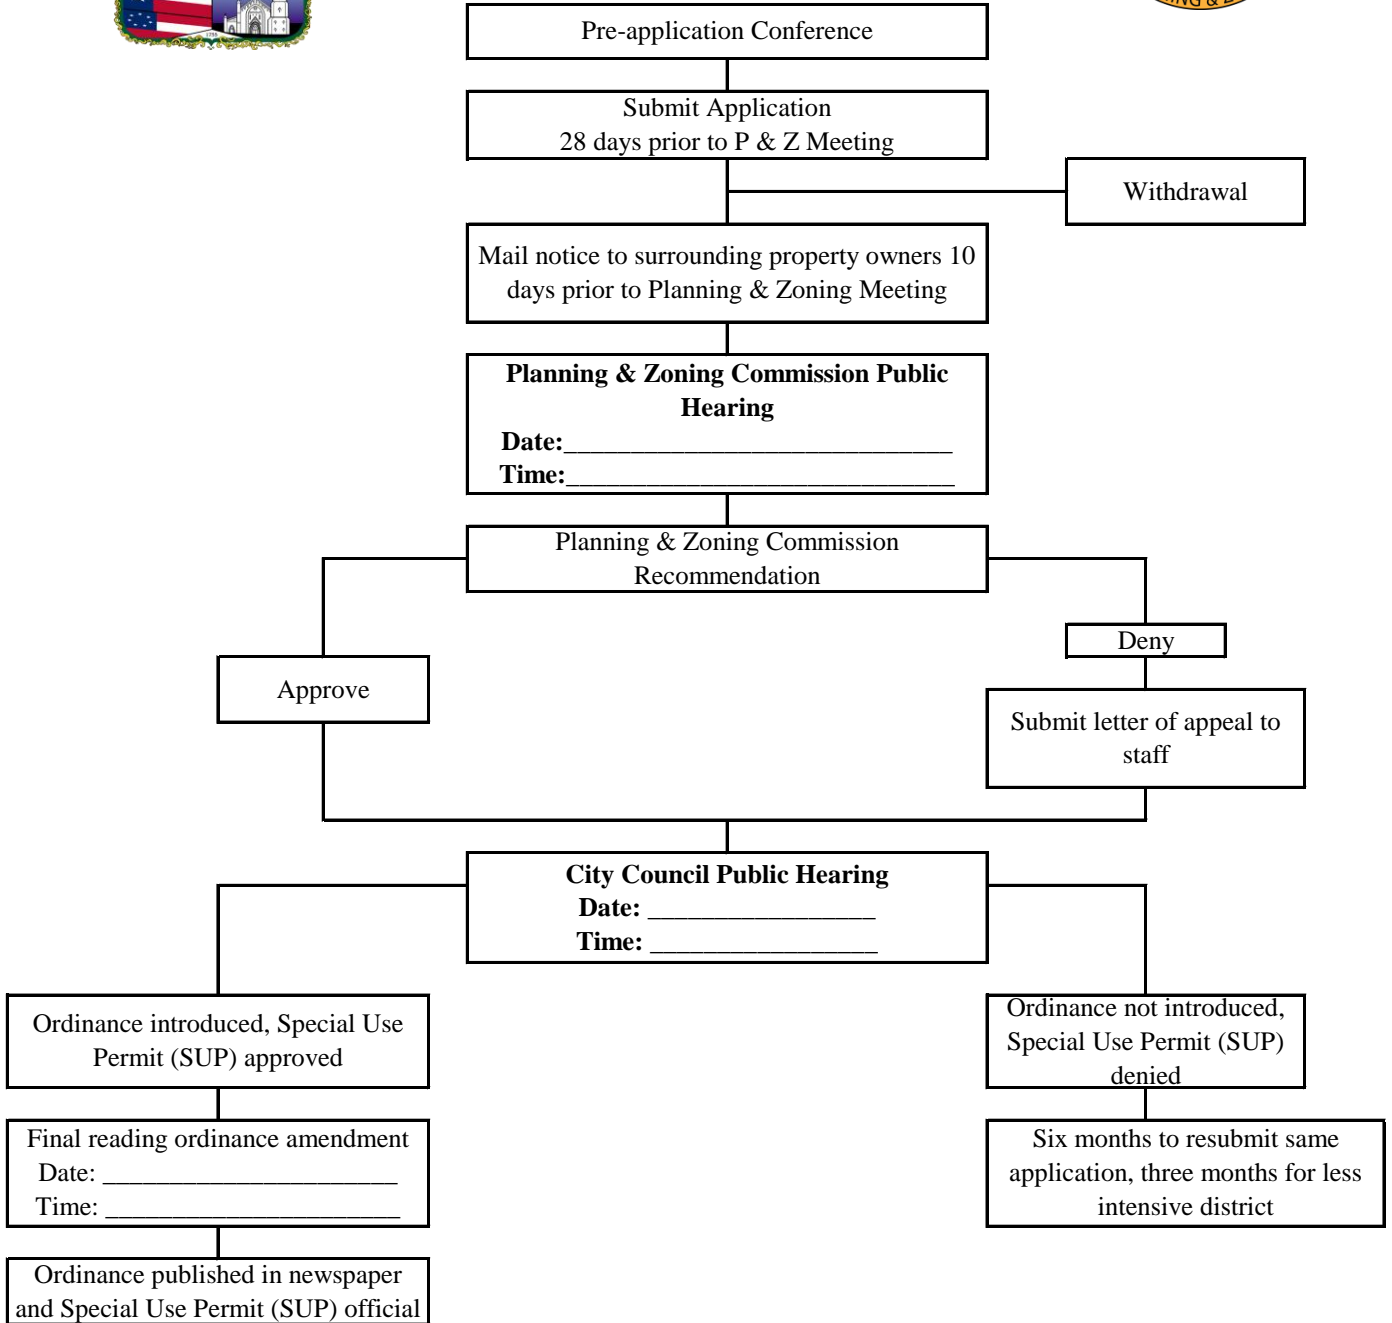 Pre-application Conference
Submit Application
28 days prior to P & Z Meeting
Withdrawal
Mail notice to surrounding property owners 10
days prior to Planning & Zoning Meeting
Planning & Zoning Commission Public
Hearing
Date:_____________________________
Time:_____________________________
Planning & Zoning Commission
Recommendation
Deny
Approve
Submit letter of appeal to
staff
City Council Public Hearing
Date: _________________
Time: _________________
Ordinance introduced, Special Use
Permit (SUP) approved
Ordinance not introduced,
Special Use Permit (SUP)
denied
Final reading ordinance amendment
Date: ______________________
Time: ______________________
Six months to resubmit same
application, three months for less
intensive district
Ordinance published in newspaper
and Special Use Permit (SUP) official